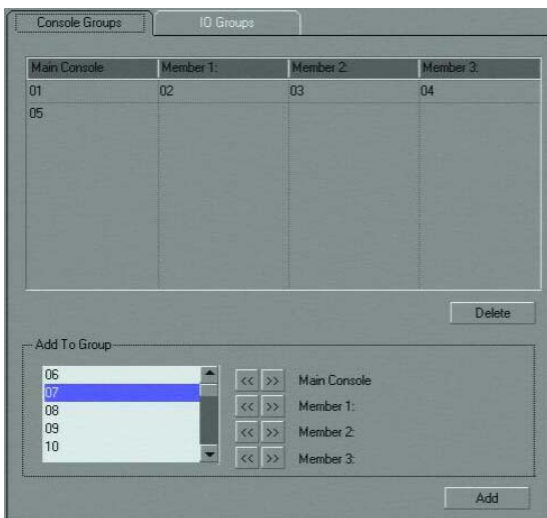 Console Groups IO Groups
Main Console Member 1: Member 2: Member 3:
01 02 03 04
05
Delete
Add To Group
06
07
08
09
10
<< >> Main Console
<< >> Member 1:
<< >> Member 2:
<< >> Member 3:
Add